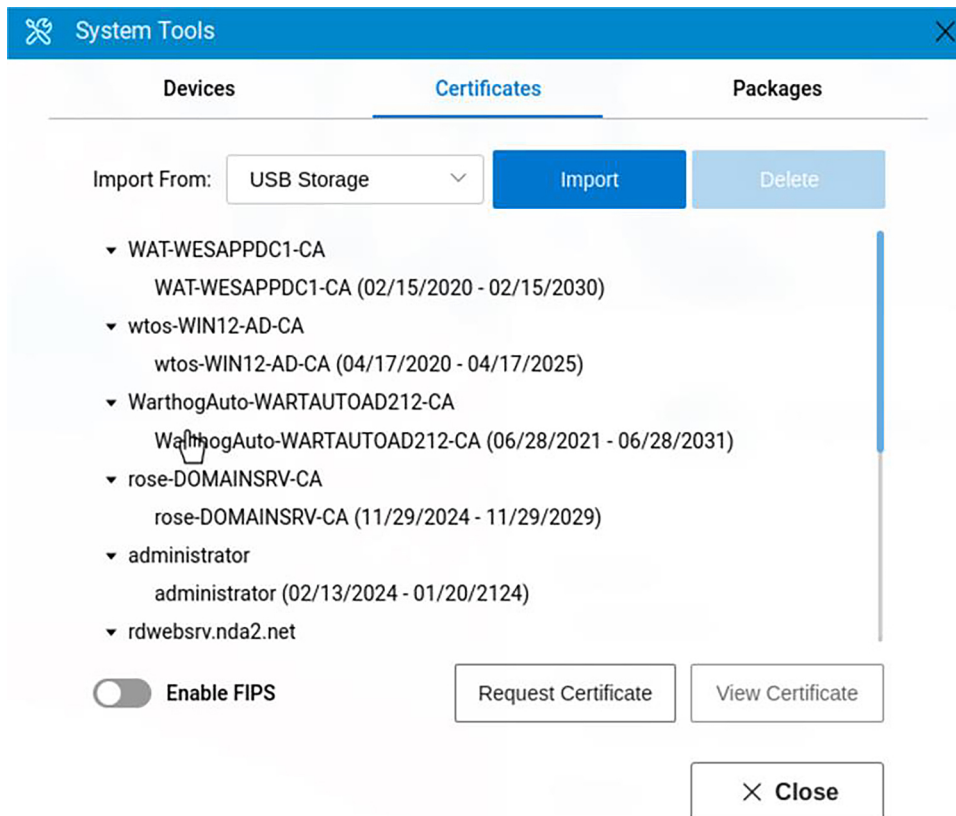 System Tools
Devices Certificates Packages
Import From: USB Storage Import Delete
WAT-WESAPPDC1-CA
WAT-WESAPPDC1-CA (02/15/2020 - 02/15/2030)
wtos-WIN12-AD-CA
wtos-WIN12-AD-CA (04/17/2020 - 04/17/2025)
WarthogAuto-WARTAUTOAD212-CA
WarthogAuto-WARTAUTOAD212-CA (06/28/2021 - 06/28/2031)
rose-DOMAINSRV-CA
rose-DOMAINSRV-CA (11/29/2024 - 11/29/2029)
administrator
administrator (02/13/2024 - 01/20/2124)
rdwebsrv.nda2.net
Enable FIPS Request Certificate View Certificate
Close